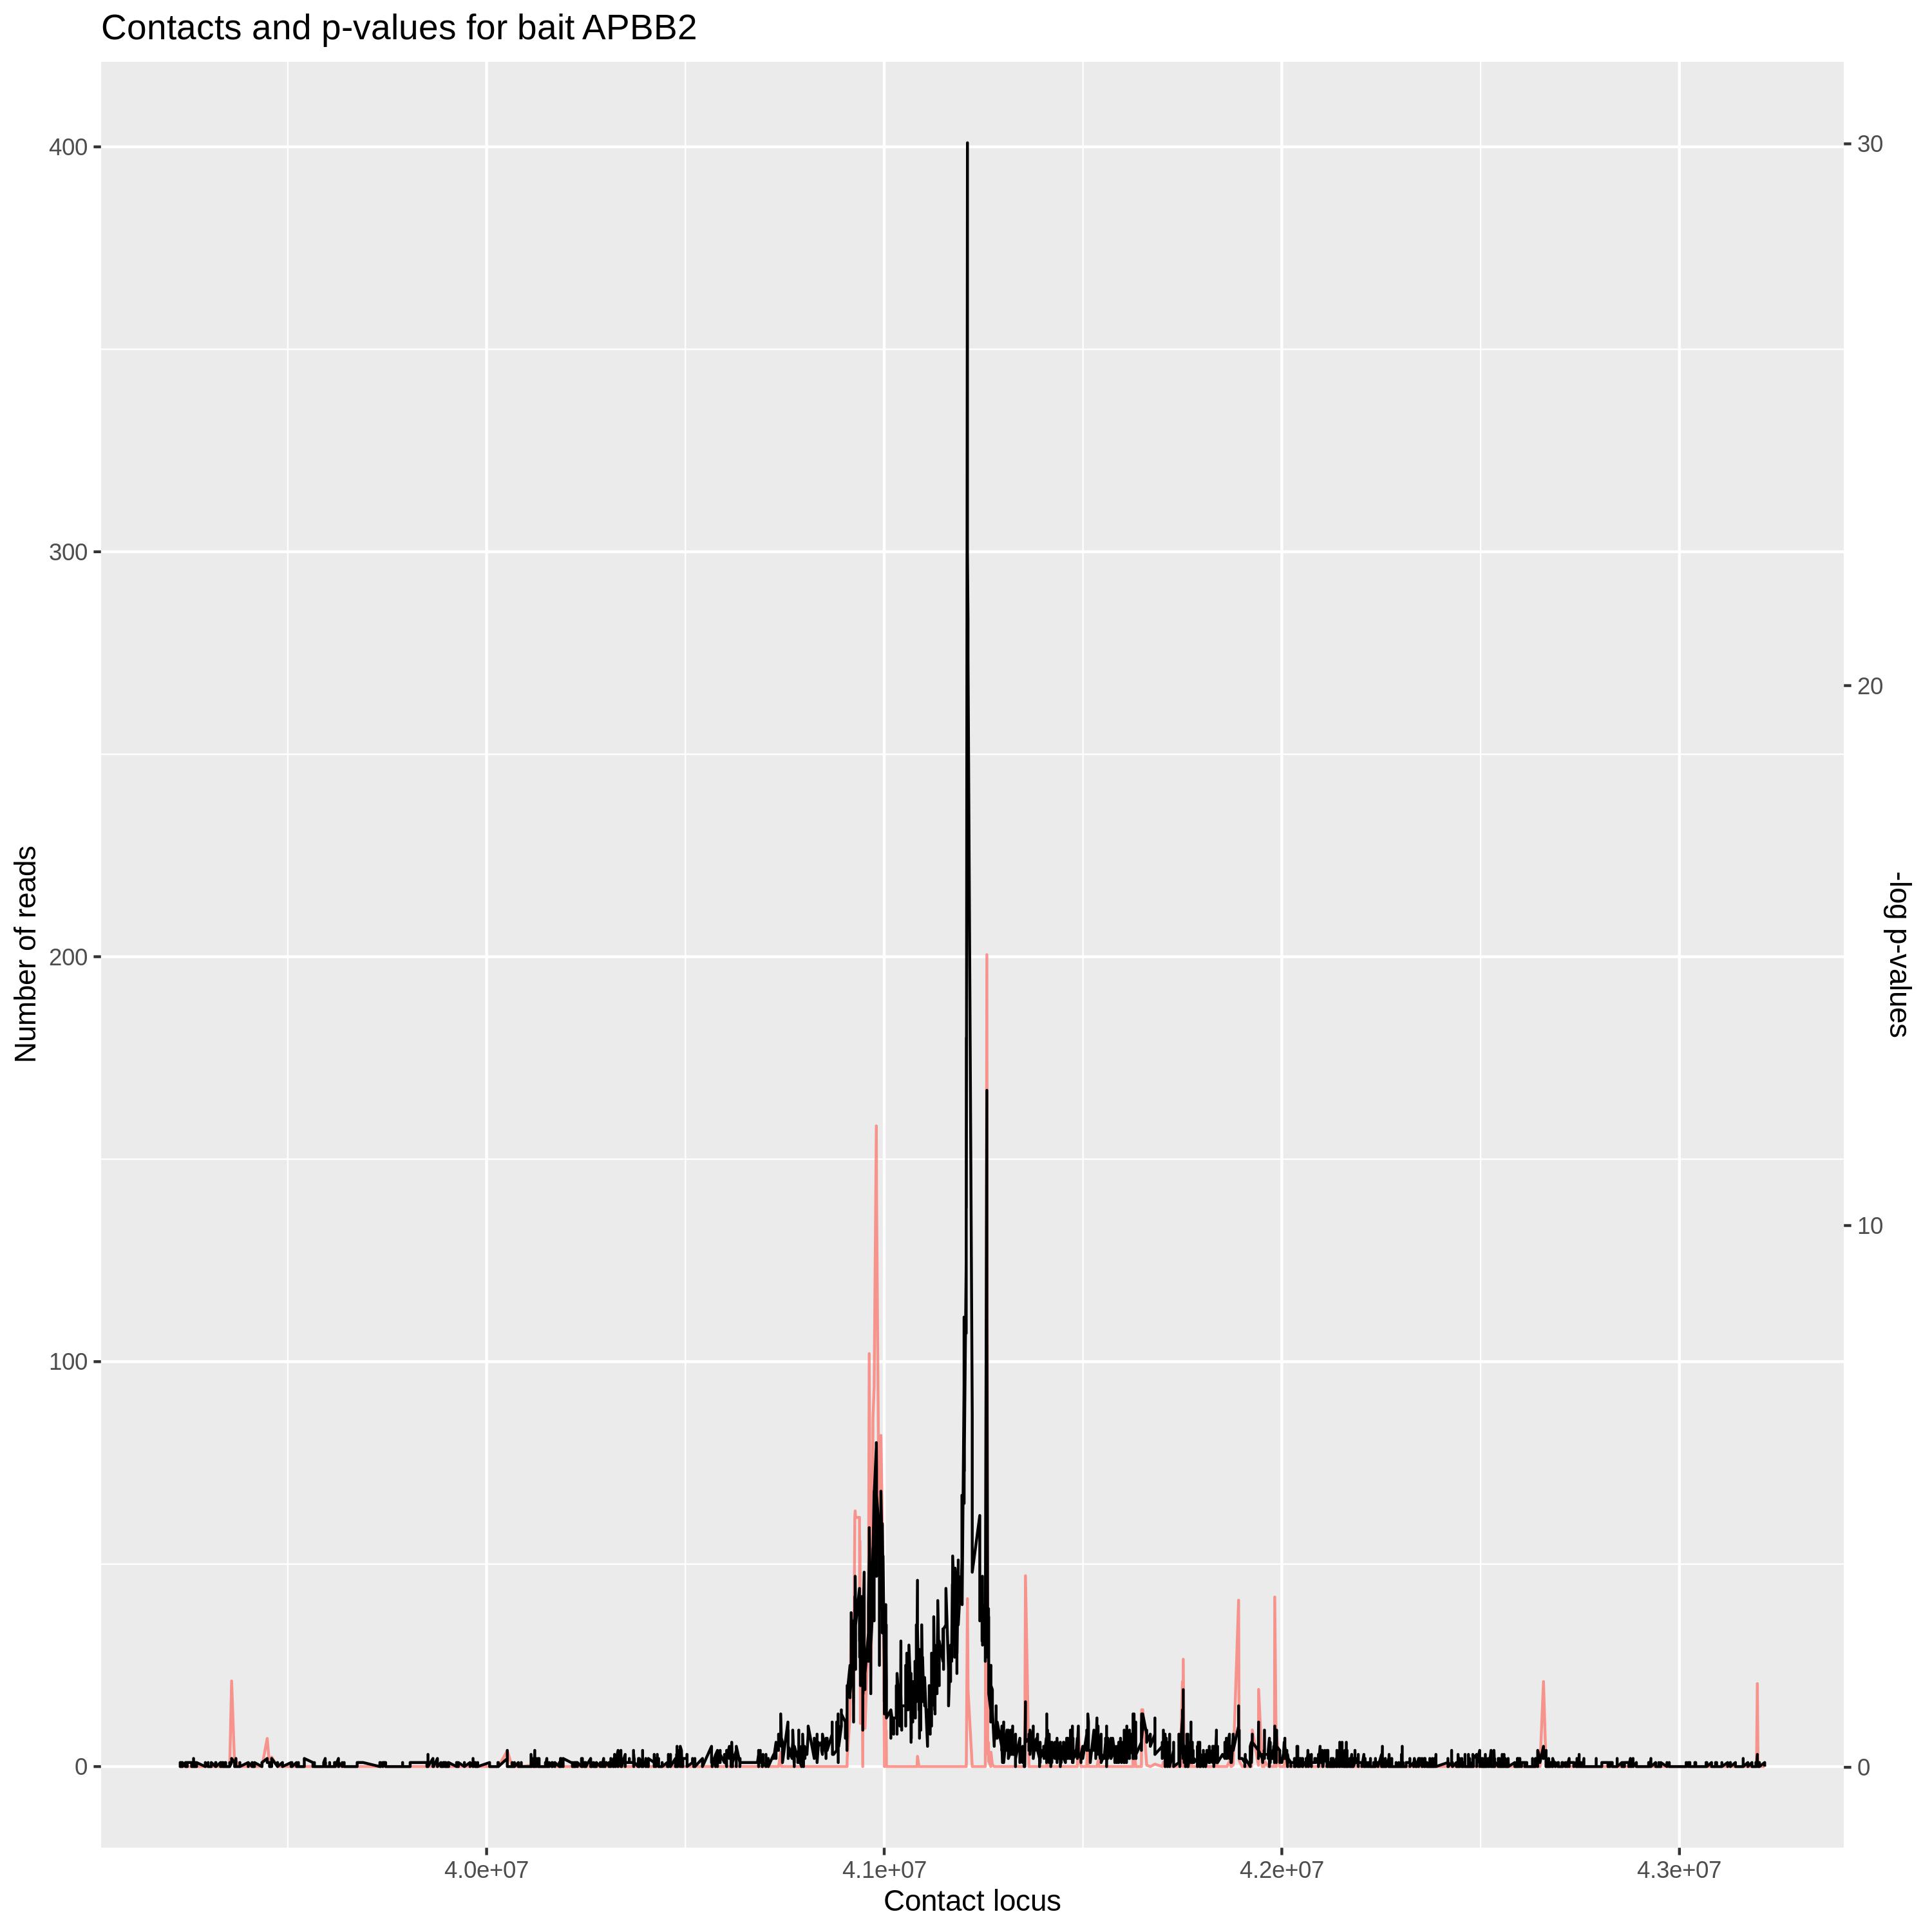 Contacts and p-values for bait APBB2
400
300
200
100
0
30
20
10
0
Number of reads
-log p-values
4.0e+07
4.1e+07
4.2e+07
4.3e+07
Contact locus